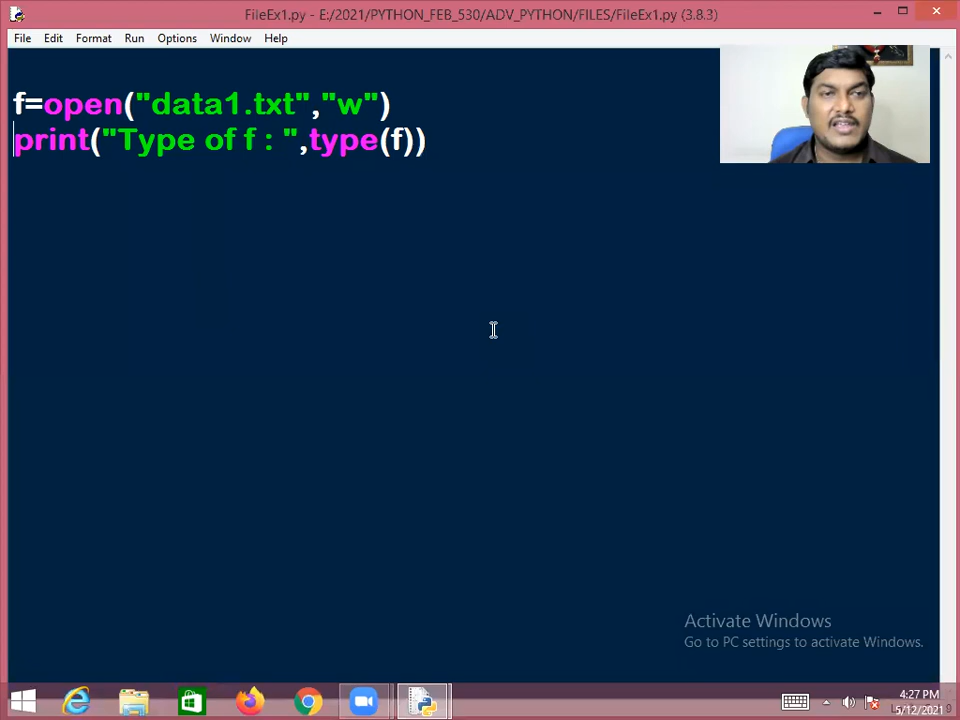 FileEx1.py - E:/2021/PYTHON_FEB_530/ADV_PYTHON/FILES/FileEx1.py (3.8.3)
File Edit Format Run Options Window Help
f=open("data1.txt","w")
print("Type of f : ",type(f))
Activate Windows
Go to PC settings to activate Windows.
4:27 PM
5/12/2021